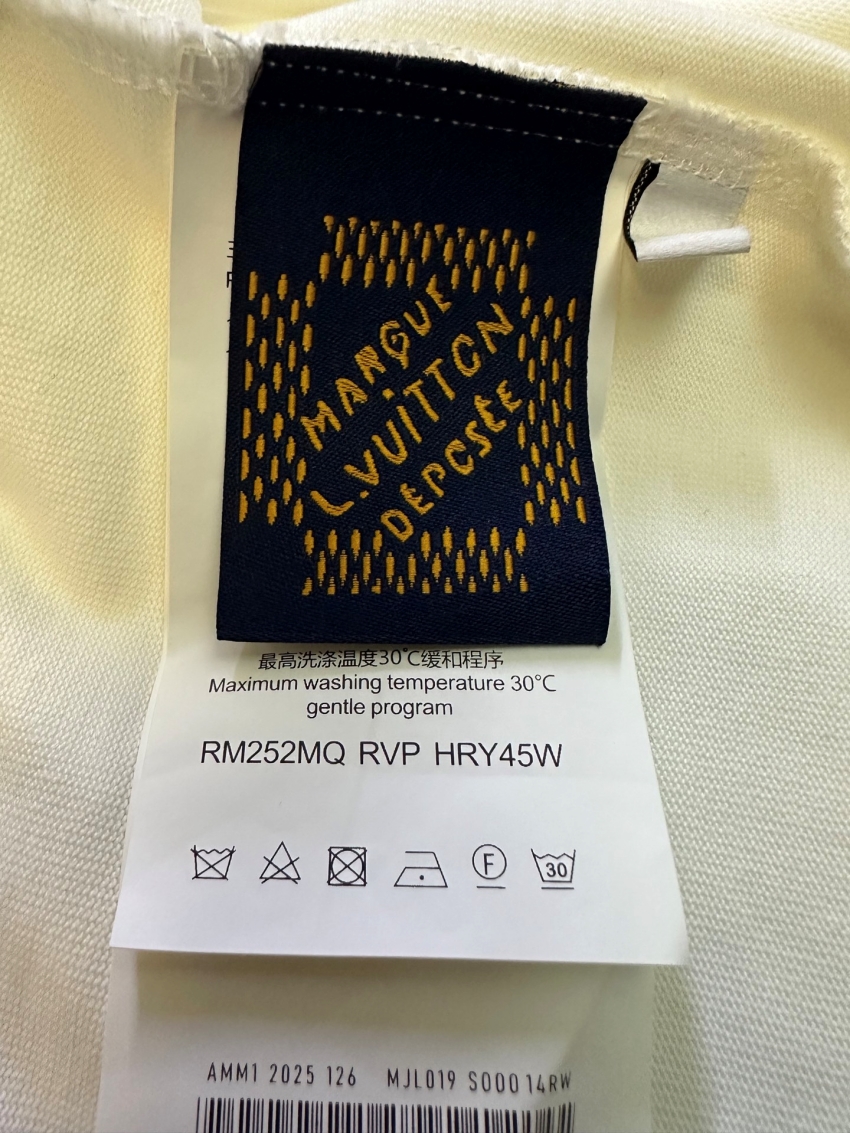 MARQUE
L.VUITTON
DÉPOSÉE
最高洗涤温度30℃缓和程序
Maximum washing temperature 30°C
gentle program
RM252MQ RVP HRY45W
F
30
AMM1 2025 126 MJL019 S000 14RW